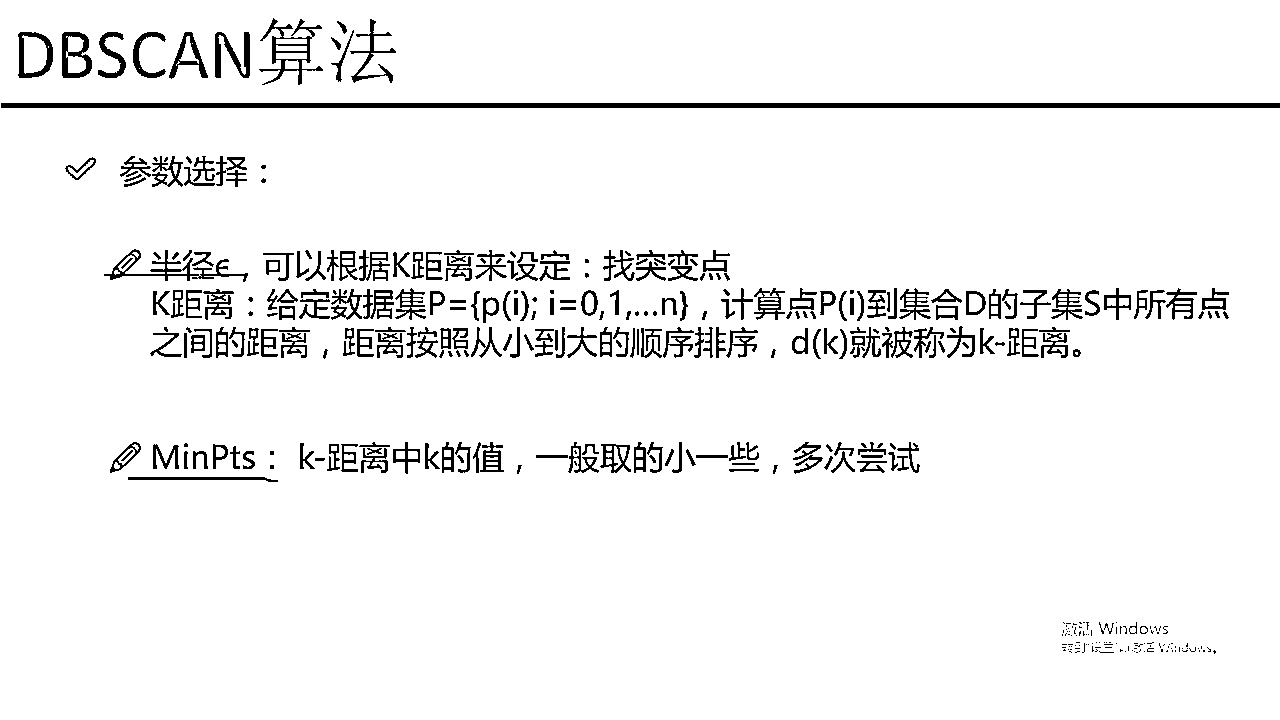 DBSCAN算法
参数选择：
半径ϵ，可以根据K距离来设定：找突变点
K距离：给定数据集P={p(i); i=0,1,…n}，计算点P(i)到集合D的子集S中所有点
之间的距离，距离按照从小到大的顺序排序，d(k)就被称为k-距离。
MinPts： k-距离中k的值，一般取的小一些，多次尝试
激活 Windows
转到"设置"以激活 Windows。